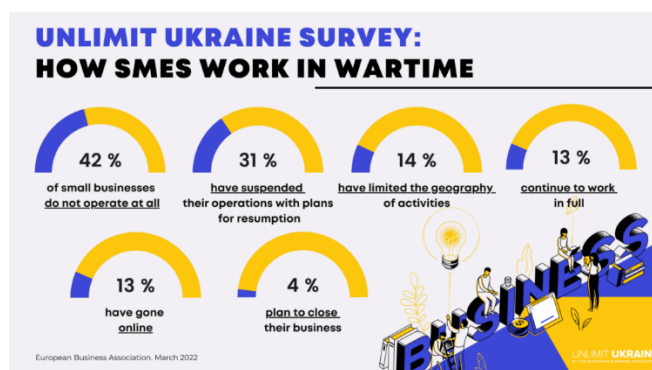 UNLIMIT UKRAINE SURVEY:
HOW SMES WORK IN WARTIME
42 %
of small businesses
do not operate at all
31 %
have suspended
their operations with plans
for resumption
14 %
have limited the geography
of activities
13 %
continue to work
in full
13 %
have gone
online
4 %
plan to close
their business
BUSINESS
European Business Association. March 2022
UNLIMIT UKRAINE